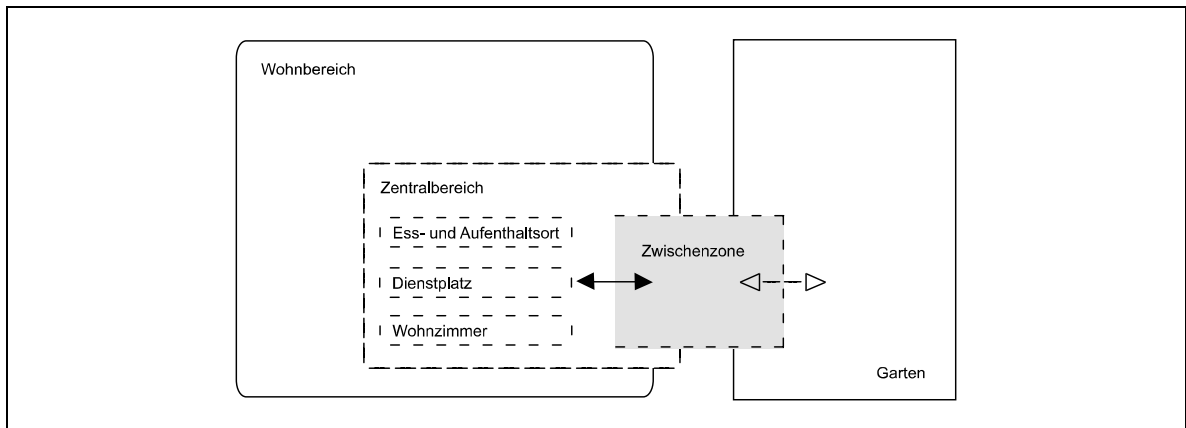 Wohnbereich
Zentralbereich
Ess- und Aufenthaltsort
Dienstplatz
Wohnzimmer
Zwischenzone
Garten